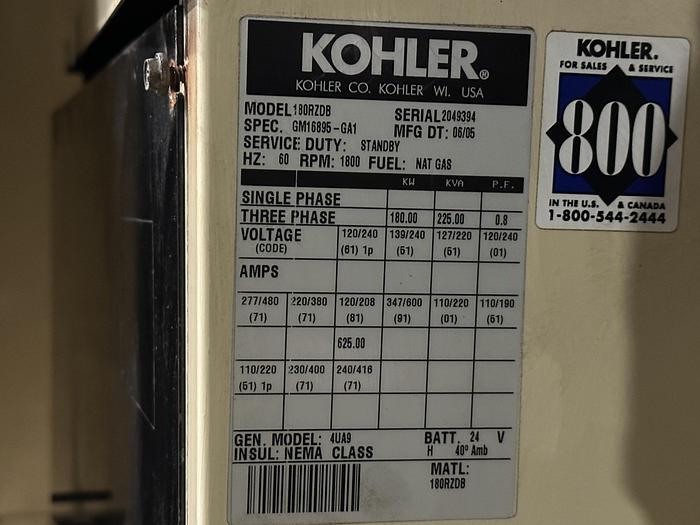 KOHLER®
KOHLER CO. KOHLER WI. USA
MODEL 180RZDB SERIAL 2049394
SPEC. GM16895-GA1 MFG DT: 06/05
SERVICE DUTY: STANDBY
HZ: 60 RPM: 1800 FUEL: NAT GAS
KW KVA P.F.
SINGLE PHASE
THREE PHASE 180.00 225.00 0.8
VOLTAGE 120/240 139/240 127/220 120/240
(CODE) (61) 1p (51) (51) (01)
AMPS
277/480 220/380 120/208 347/600 110/220 110/190
(71) (71) (81) (91) (01) (51)
625.00
110/220 230/400 240/416
(51) 1p (71) (71)
GEN. MODEL: 4UA9 BATT. 24 V
INSUL: NEMA CLASS H 40º Amb
MATL:
180RZDB
KOHLER.
FOR SALES & SERVICE
800
IN THE U.S. & CANADA
1-800-544-2444